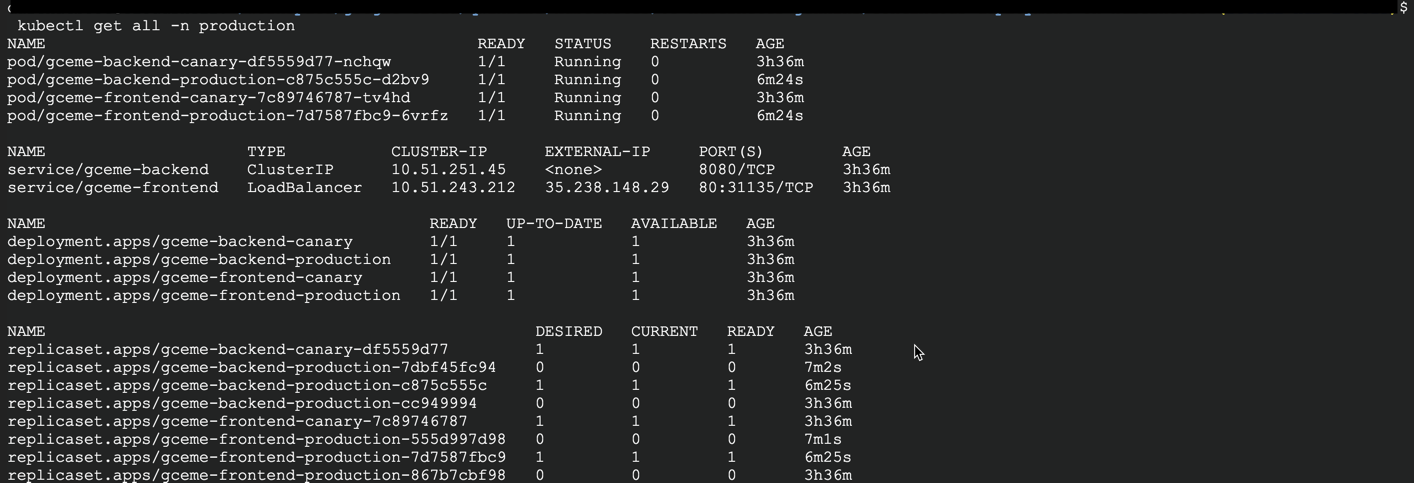 $
kubectl get all -n production
NAME READY STATUS RESTARTS AGE
pod/gceme-backend-canary-df5559d77-nchqw 1/1 Running 0 3h36m
pod/gceme-backend-production-c875c555c-d2bv9 1/1 Running 0 6m24s
pod/gceme-frontend-canary-7c89746787-tv4hd 1/1 Running 0 3h36m
pod/gceme-frontend-production-7d7587fbc9-6vrfz 1/1 Running 0 6m24s
NAME TYPE CLUSTER-IP EXTERNAL-IP PORT(S) AGE
service/gceme-backend ClusterIP 10.51.251.45 <none> 8080/TCP 3h36m
service/gceme-frontend LoadBalancer 10.51.243.212 35.238.148.29 80:31135/TCP 3h36m
NAME READY UP-TO-DATE AVAILABLE AGE
deployment.apps/gceme-backend-canary 1/1 1 1 3h36m
deployment.apps/gceme-backend-production 1/1 1 1 3h36m
deployment.apps/gceme-frontend-canary 1/1 1 1 3h36m
deployment.apps/gceme-frontend-production 1/1 1 1 3h36m
NAME DESIRED CURRENT READY AGE
replicaset.apps/gceme-backend-canary-df5559d77 1 1 1 3h36m
replicaset.apps/gceme-backend-production-7dbf45fc94 0 0 0 7m2s
replicaset.apps/gceme-backend-production-c875c555c 1 1 1 6m25s
replicaset.apps/gceme-backend-production-cc949994 0 0 0 3h36m
replicaset.apps/gceme-frontend-canary-7c89746787 1 1 1 3h36m
replicaset.apps/gceme-frontend-production-555d997d98 0 0 0 7m1s
replicaset.apps/gceme-frontend-production-7d7587fbc9 1 1 1 6m25s
replicaset.apps/gceme-frontend-production-867b7cbf98 0 0 0 3h36m